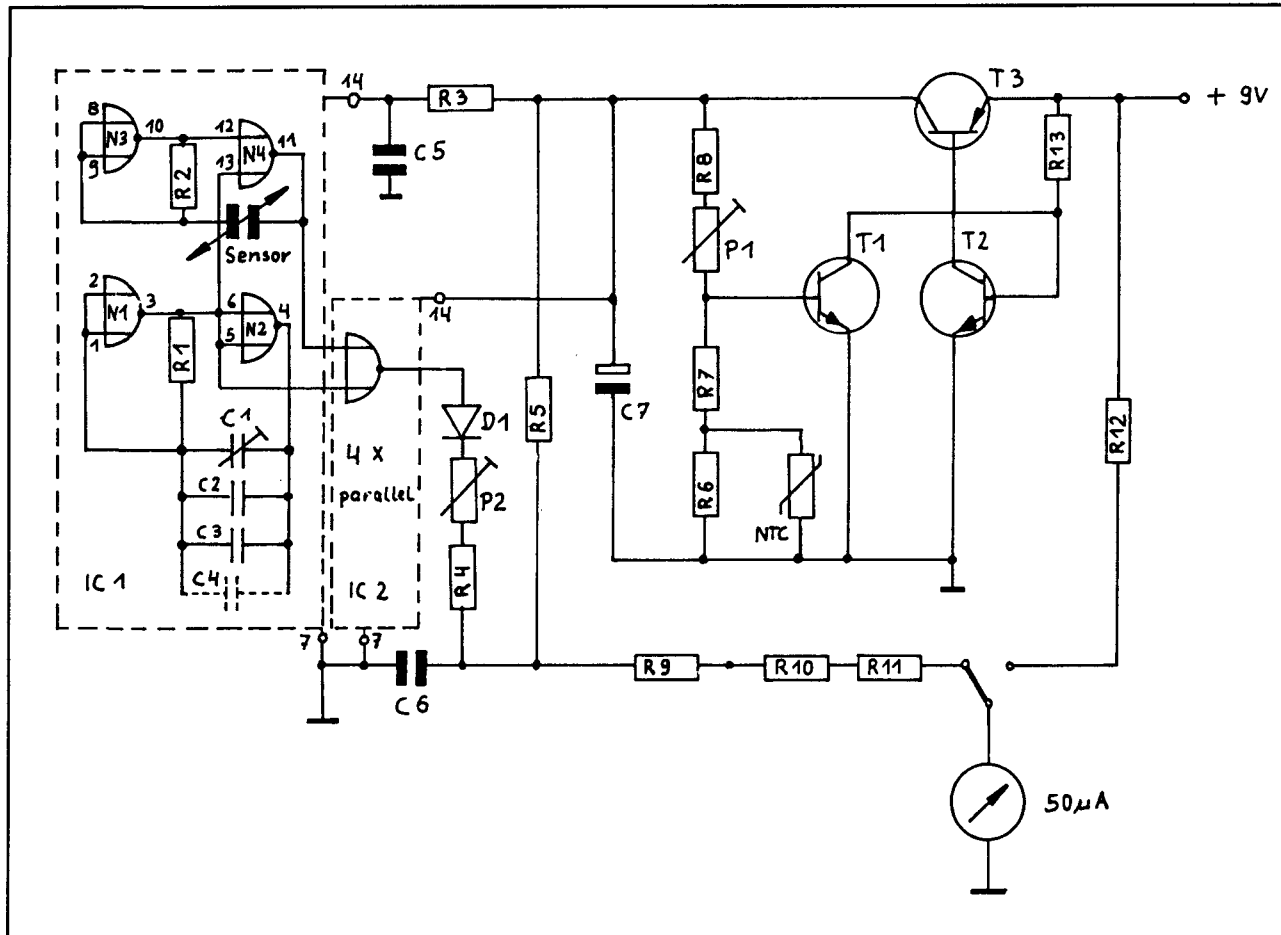 14
R3
T3
+ 9V
8
N3
10
12
N4
11
9
R2
13
C5
R8
R13
Sensor
P1
T1
T2
2
N1
3
6
N2
4
14
1
R1
5
C1
D1
R5
C7
R7
R12
C2
4 x
parallel
P2
R6
NTC
C3
IC 1
C4
R4
IC 2
7
7
C6
R9
R10
R11
50µA